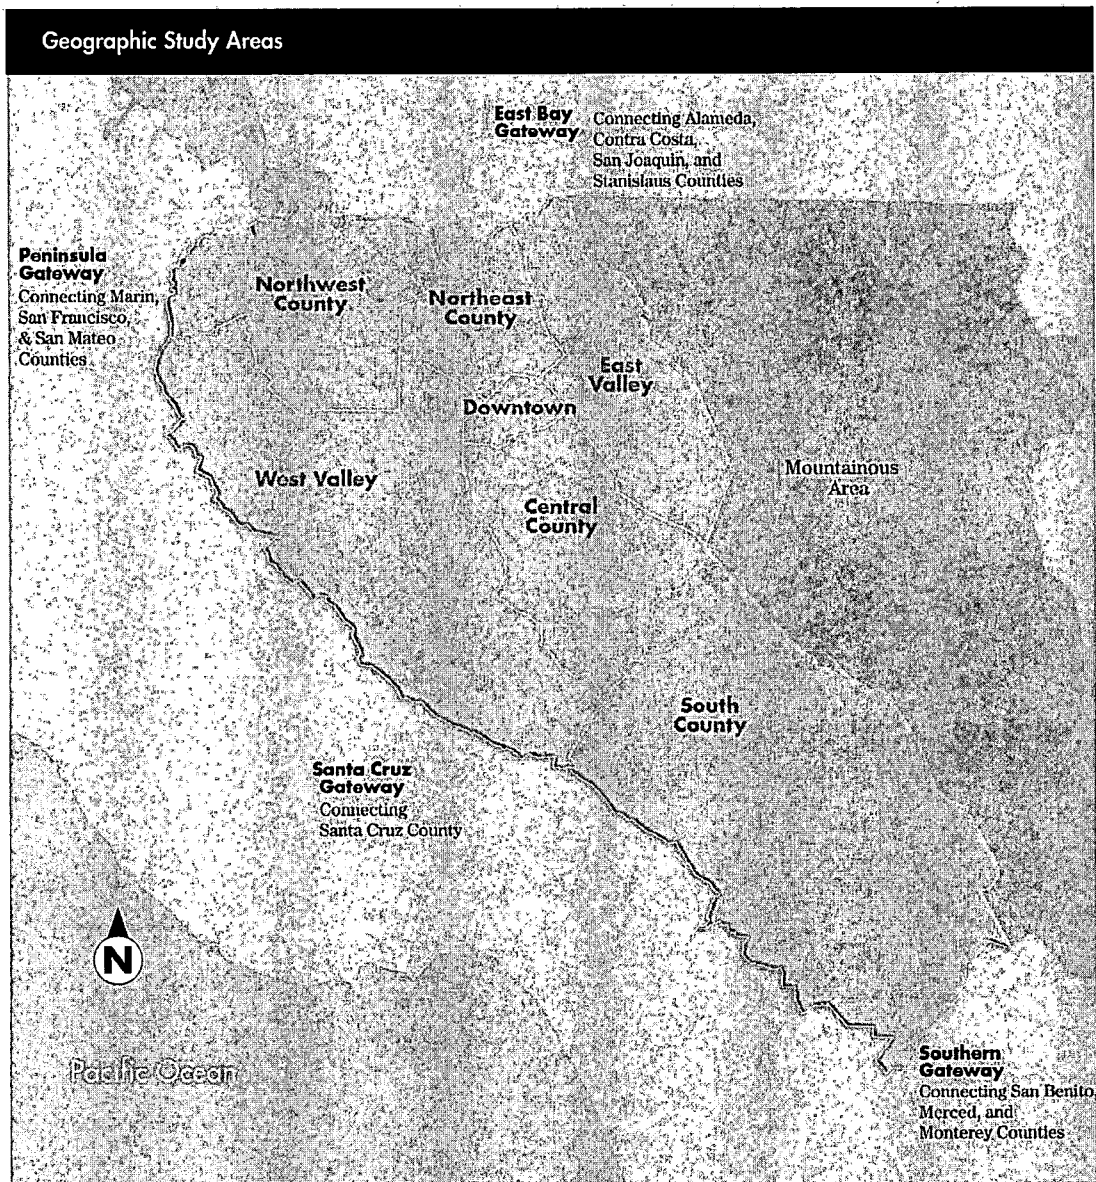 Geographic Study Areas
East Bay
Gateway
Connecting Alameda,
Contra Costa,
San Joaquin, and
Stanislaus Counties
Peninsula
Gateway
Connecting Marin,
San Francisco,
& San Mateo
Counties
Northwest
County
Northeast
County
East
Valley
Downtown
West Valley
Mountainous
Area
Central
County
South
County
Santa Cruz
Gateway
Connecting
Santa Cruz County
N
Pacific Ocean
Southern
Gateway
Connecting San Benito,
Merced, and
Monterey Counties